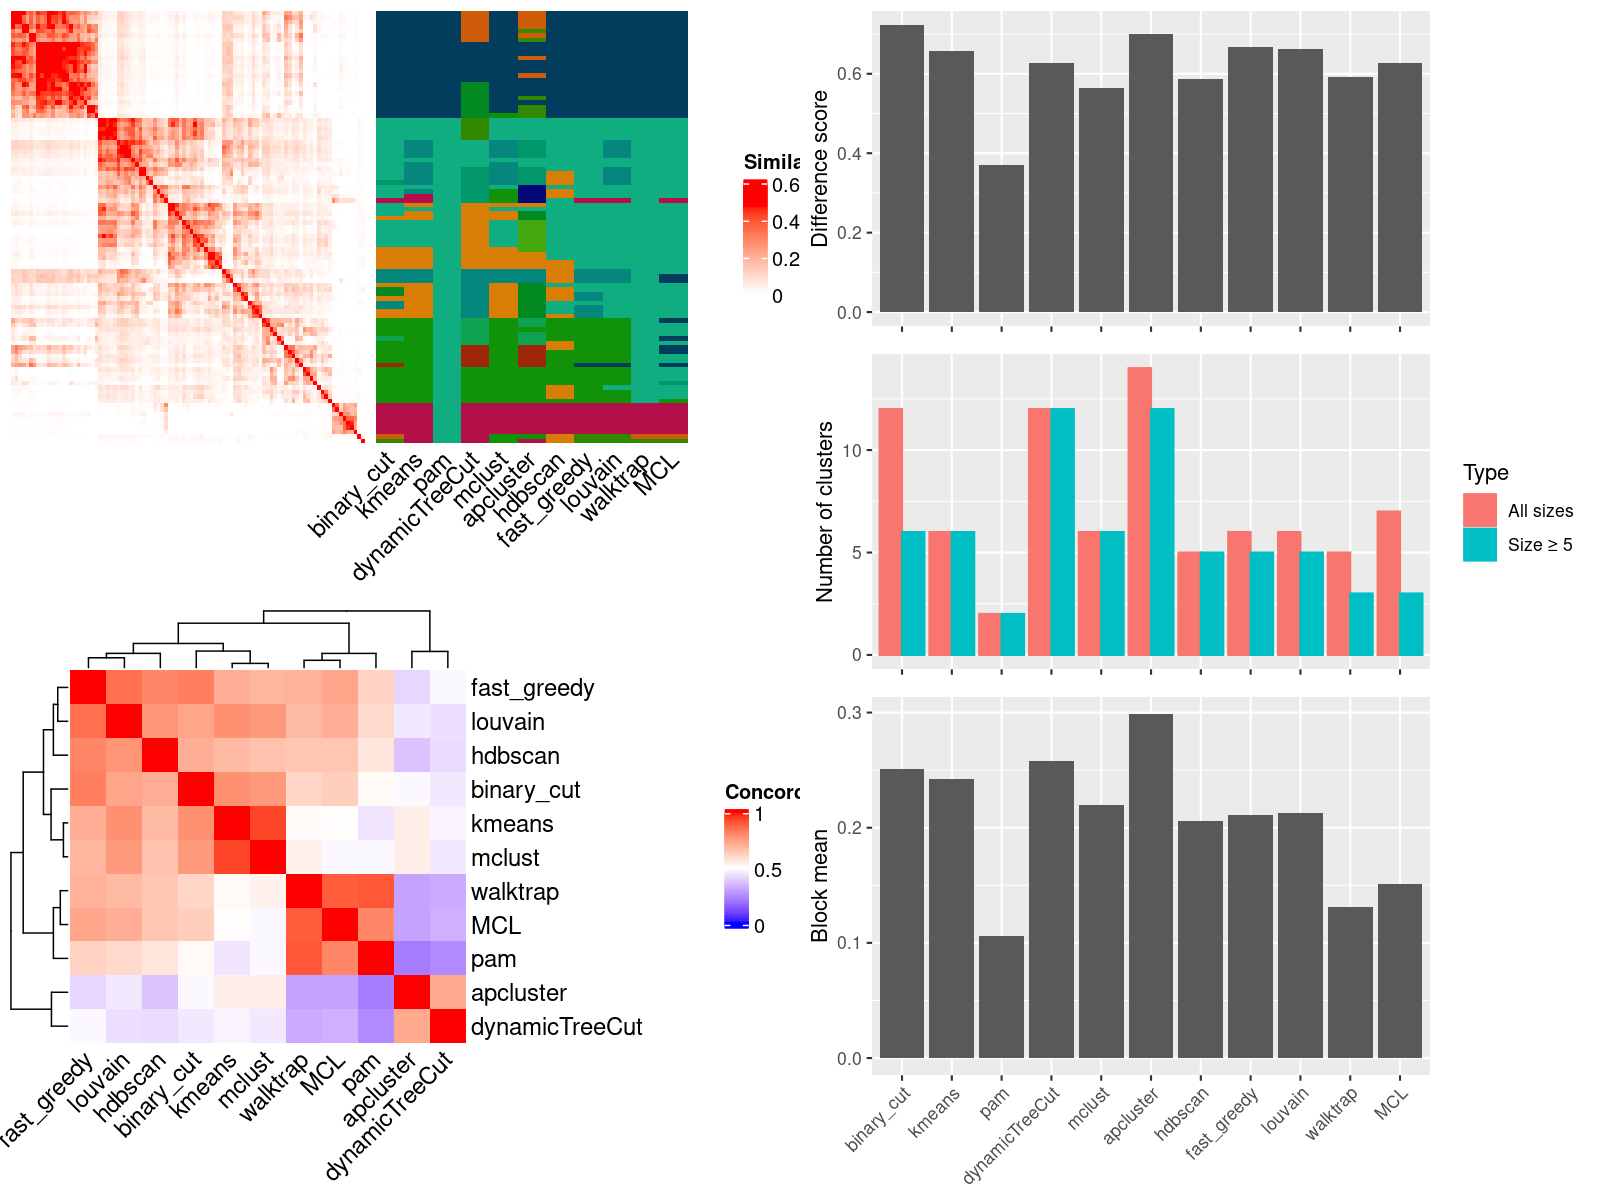 Simila
0.6
0.4
0.2
0
binary_cut
kmeans
pam
dynamicTreeCut
mclust
apcluster
hdbscan
fast_greedy
louvain
walktrap
MCL
fast_greedy
louvain
hdbscan
binary_cut
kmeans
mclust
walktrap
MCL
pam
apcluster
dynamicTreeCut
Concord
1
0.5
0
fast_greedy
louvain
hdbscan
binary_cut
kmeans
mclust
walktrap
MCL
pam
apcluster
dynamicTreeCut
Difference score
0.6
0.4
0.2
0.0
Number of clusters
10
5
0
Type
All sizes
Size ≥ 5
Block mean
0.3
0.2
0.1
0.0
binary_cut
kmeans
pam
dynamicTreeCut
mclust
apcluster
hdbscan
fast_greedy
louvain
walktrap
MCL